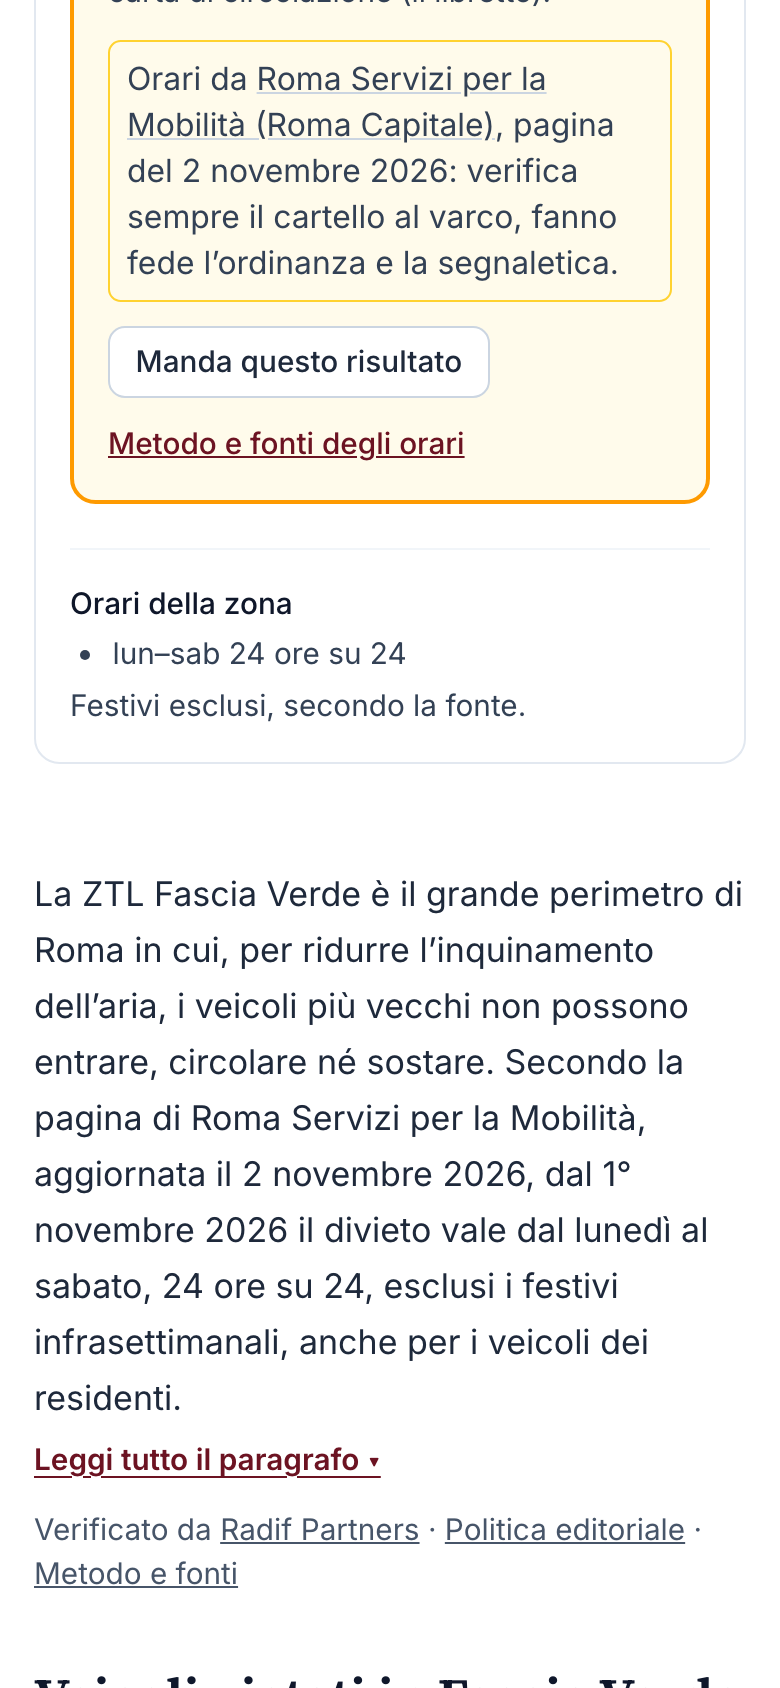 Orari da Roma Servizi per la
Mobilità (Roma Capitale), pagina
del 2 novembre 2026: verifica
sempre il cartello al varco, fanno
fede l’ordinanza e la segnaletica.
Manda questo risultato
Metodo e fonti degli orari
Orari della zona
• lun–sab 24 ore su 24
Festivi esclusi, secondo la fonte.
La ZTL Fascia Verde è il grande perimetro di
Roma in cui, per ridurre l’inquinamento
dell’aria, i veicoli più vecchi non possono
entrare, circolare né sostare. Secondo la
pagina di Roma Servizi per la Mobilità,
aggiornata il 2 novembre 2026, dal 1°
novembre 2026 il divieto vale dal lunedì al
sabato, 24 ore su 24, esclusi i festivi
infrasettimanali, anche per i veicoli dei
residenti.
Leggi tutto il paragrafo ▾
Verificato da Radif Partners · Politica editoriale ·
Metodo e fonti